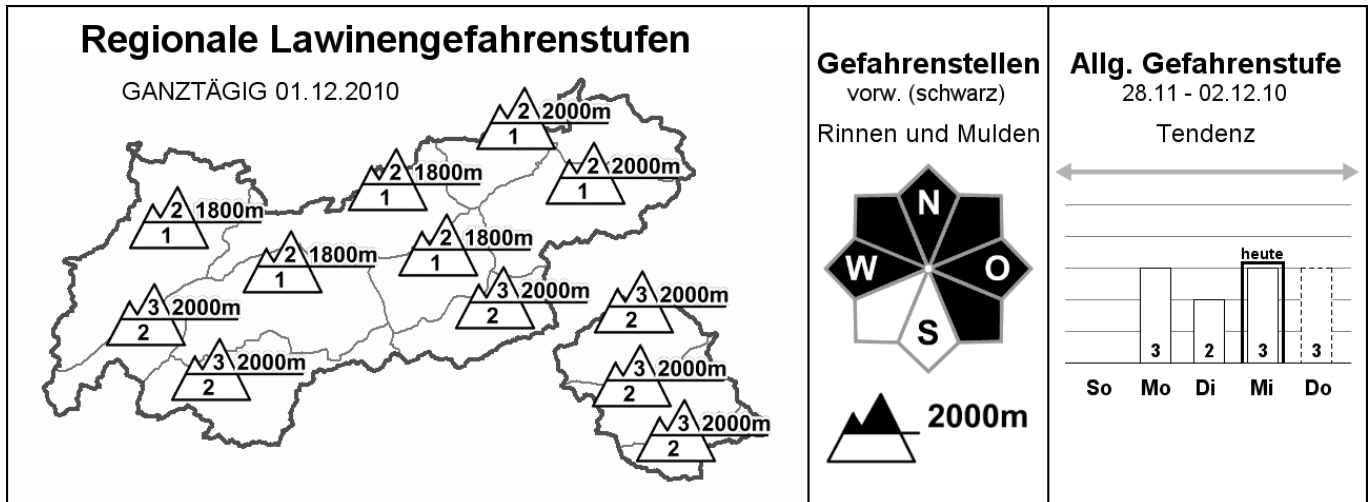 Regionale Lawinengefahrenstufen
GANZTÄGIG 01.12.2010
2 2000m
1
2 2000m
1
2 1800m
1
2 1800m
1
2 1800m
1
2 1800m
1
3 2000m
2
3 2000m
2
3 2000m
2
3 2000m
2
3 2000m
2
3 2000m
2
Gefahrenstellen
vorw. (schwarz)
Rinnen und Mulden
N
W O
S
2000m
Allg. Gefahrenstufe
28.11 - 02.12.10
Tendenz
heute
3 2 3 3
So Mo Di Mi Do